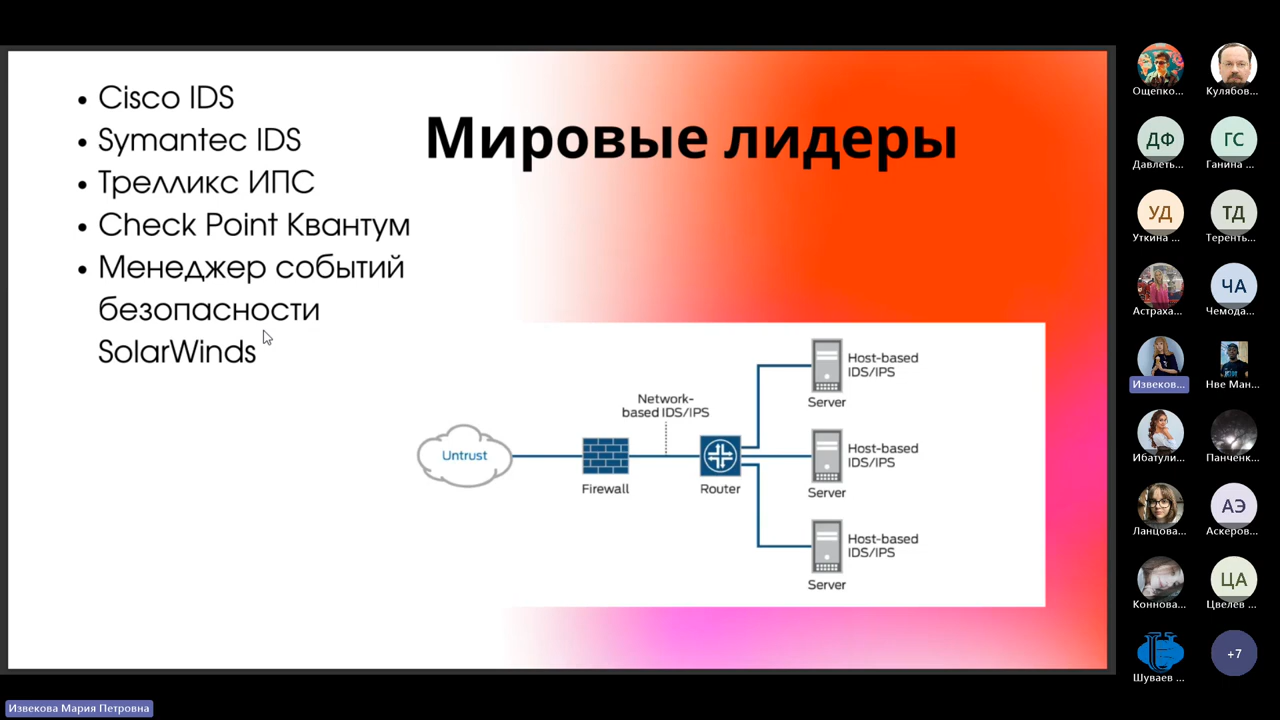 Cisco IDS
Symantec IDS
Трелликс ИПС
Check Point Квантум
Менеджер событий
безопасности
SolarWinds
Мировые лидеры
Untrust
Firewall
Network-
based IDS/IPS
Router
Host-based
IDS/IPS
Server
Host-based
IDS/IPS
Server
Host-based
IDS/IPS
Server
Ощепко...
Кулябов...
ДФ
Давлеть...
ГС
Ганина ...
УД
Уткина ...
ТД
Теренть...
Астраха...
ЧА
Чемода...
Извеков...
Нве Ман...
Ибатули...
Панченк...
Ланцова...
АЭ
Аскеров...
Коннова...
ЦА
Цвелев ...
Шуваев ...
+7
Извекова Мария Петровна